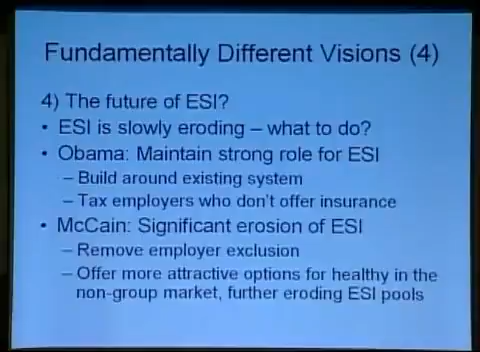 Fundamentally Different Visions (4)
4) The future of ESI?
• ESI is slowly eroding – what to do?
• Obama: Maintain strong role for ESI
– Build around existing system
– Tax employers who don't offer insurance
• McCain: Significant erosion of ESI
– Remove employer exclusion
– Offer more attractive options for healthy in the
non-group market, further eroding ESI pools